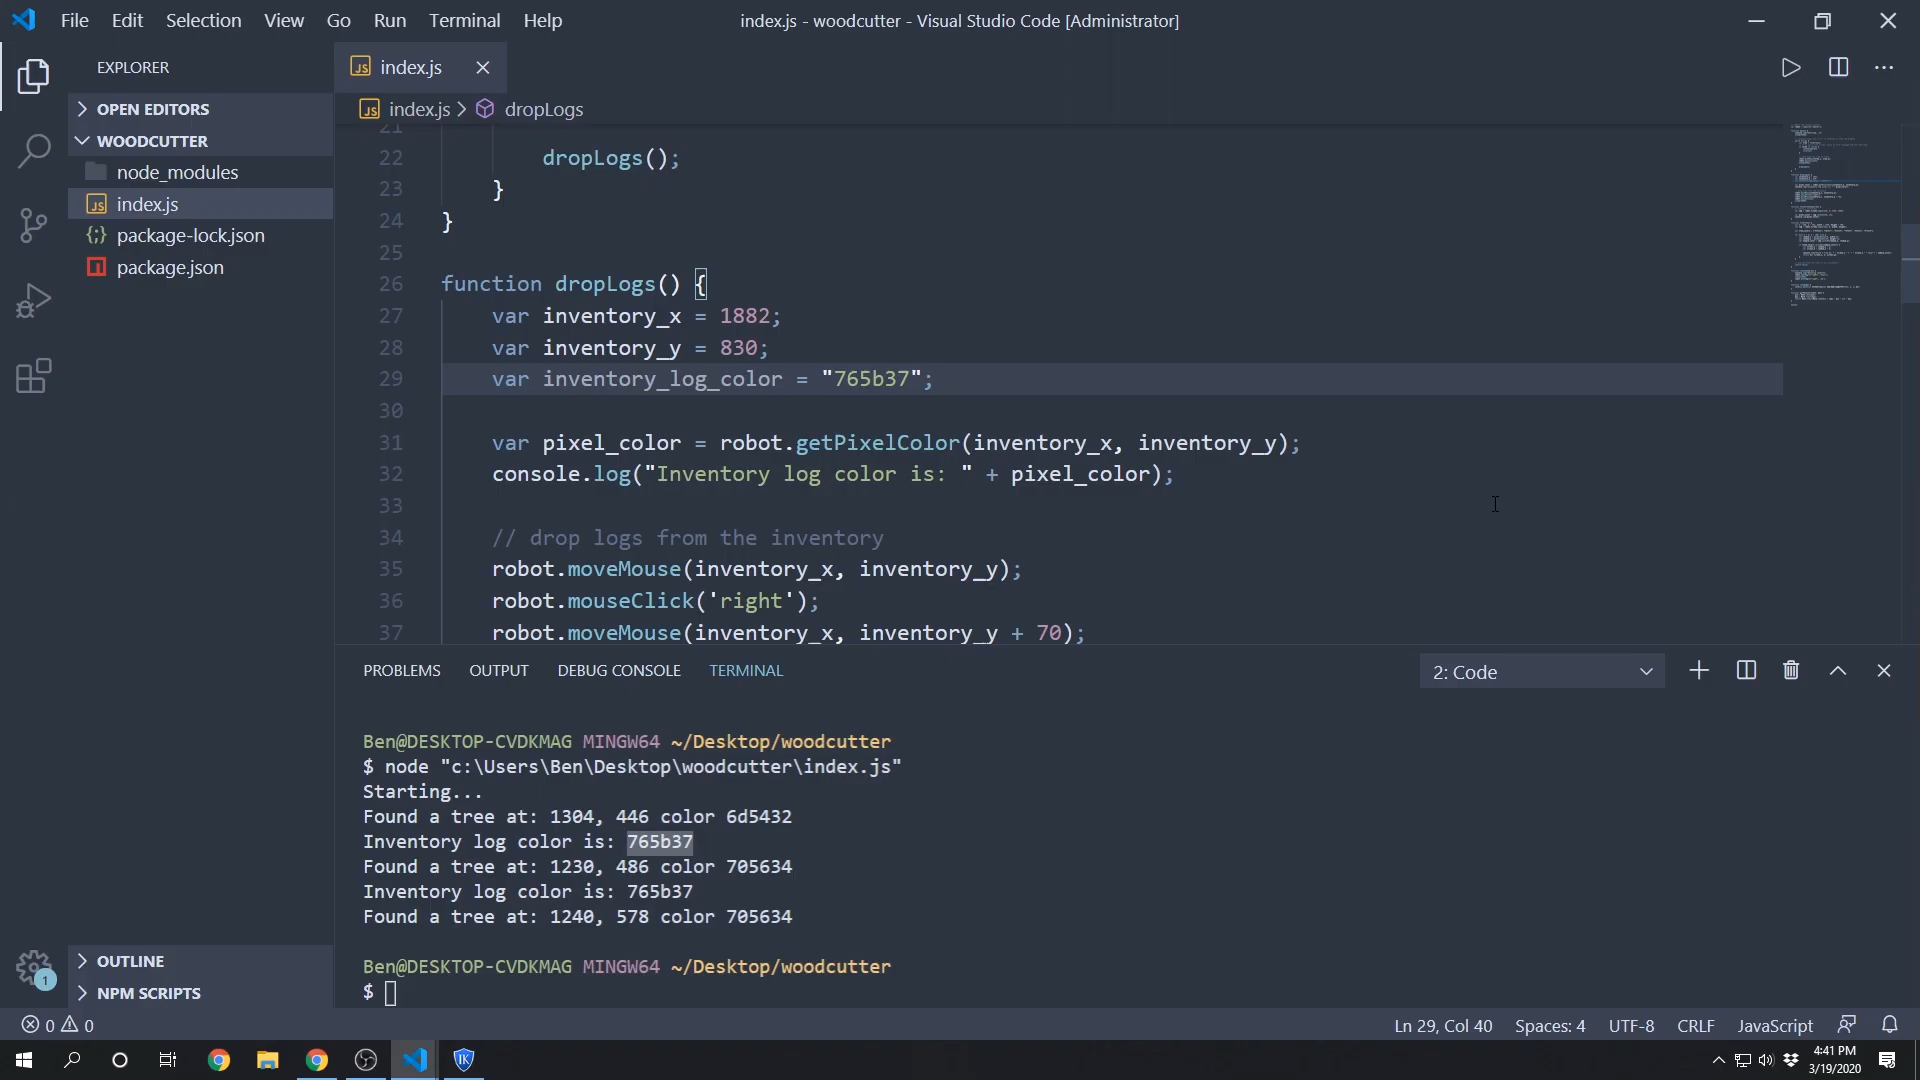 File Edit Selection View Go Run Terminal Help
index.js - woodcutter - Visual Studio Code [Administrator]
EXPLORER
OPEN EDITORS
WOODCUTTER
node_modules
JS index.js
package-lock.json
package.json
JS index.js
JS index.js > dropLogs
21
22 dropLogs();
23 }
24 }
25
26 function dropLogs() {
27 var inventory_x = 1882;
28 var inventory_y = 830;
29 var inventory_log_color = "765b37";
30
31 var pixel_color = robot.getPixelColor(inventory_x, inventory_y);
32 console.log("Inventory log color is: " + pixel_color);
33
34 // drop logs from the inventory
35 robot.moveMouse(inventory_x, inventory_y);
36 robot.mouseClick('right');
37 robot.moveMouse(inventory_x, inventory_y + 70);
PROBLEMS OUTPUT DEBUG CONSOLE TERMINAL
2: Code
Ben@DESKTOP-CVDKMAG MINGW64 ~/Desktop/woodcutter
$ node "c:\Users\Ben\Desktop\woodcutter\index.js"
Starting...
Found a tree at: 1304, 446 color 6d5432
Inventory log color is: 765b37
Found a tree at: 1230, 486 color 705634
Inventory log color is: 765b37
Found a tree at: 1240, 578 color 705634
Ben@DESKTOP-CVDKMAG MINGW64 ~/Desktop/woodcutter
$
OUTLINE
NPM SCRIPTS
1
0 0
Ln 29, Col 40 Spaces: 4 UTF-8 CRLF JavaScript
IK
4:41 PM
3/19/2020